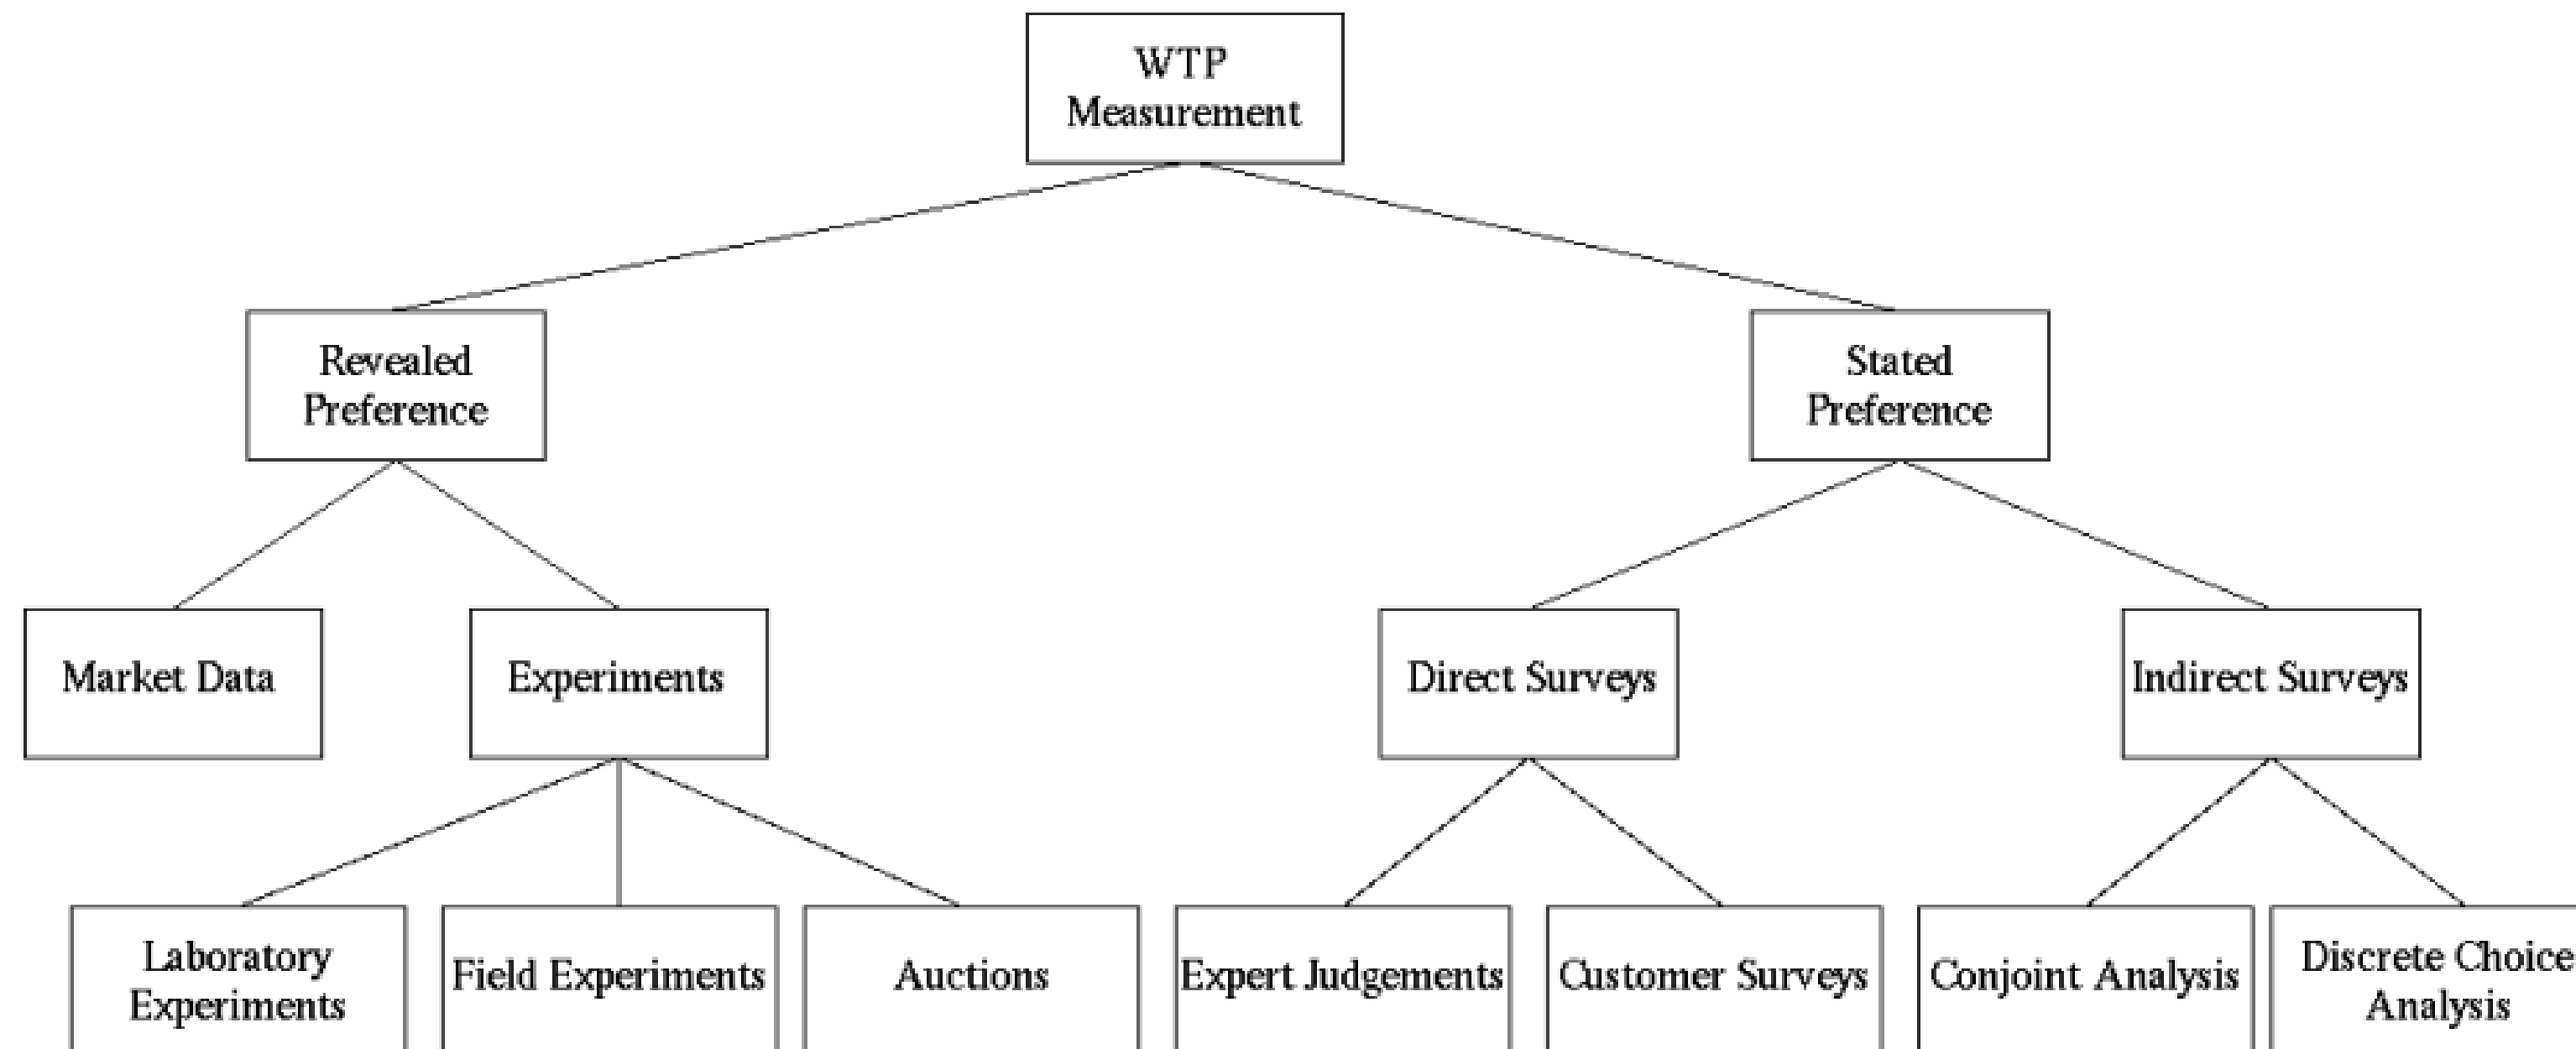 WTP
Measurement
Revealed
Preference
Stated
Preference
Market Data
Experiments
Direct Surveys
Indirect Surveys
Laboratory
Experiments
Field Experiments
Auctions
Expert Judgements
Customer Surveys
Conjoint Analysis
Discrete Choice
Analysis